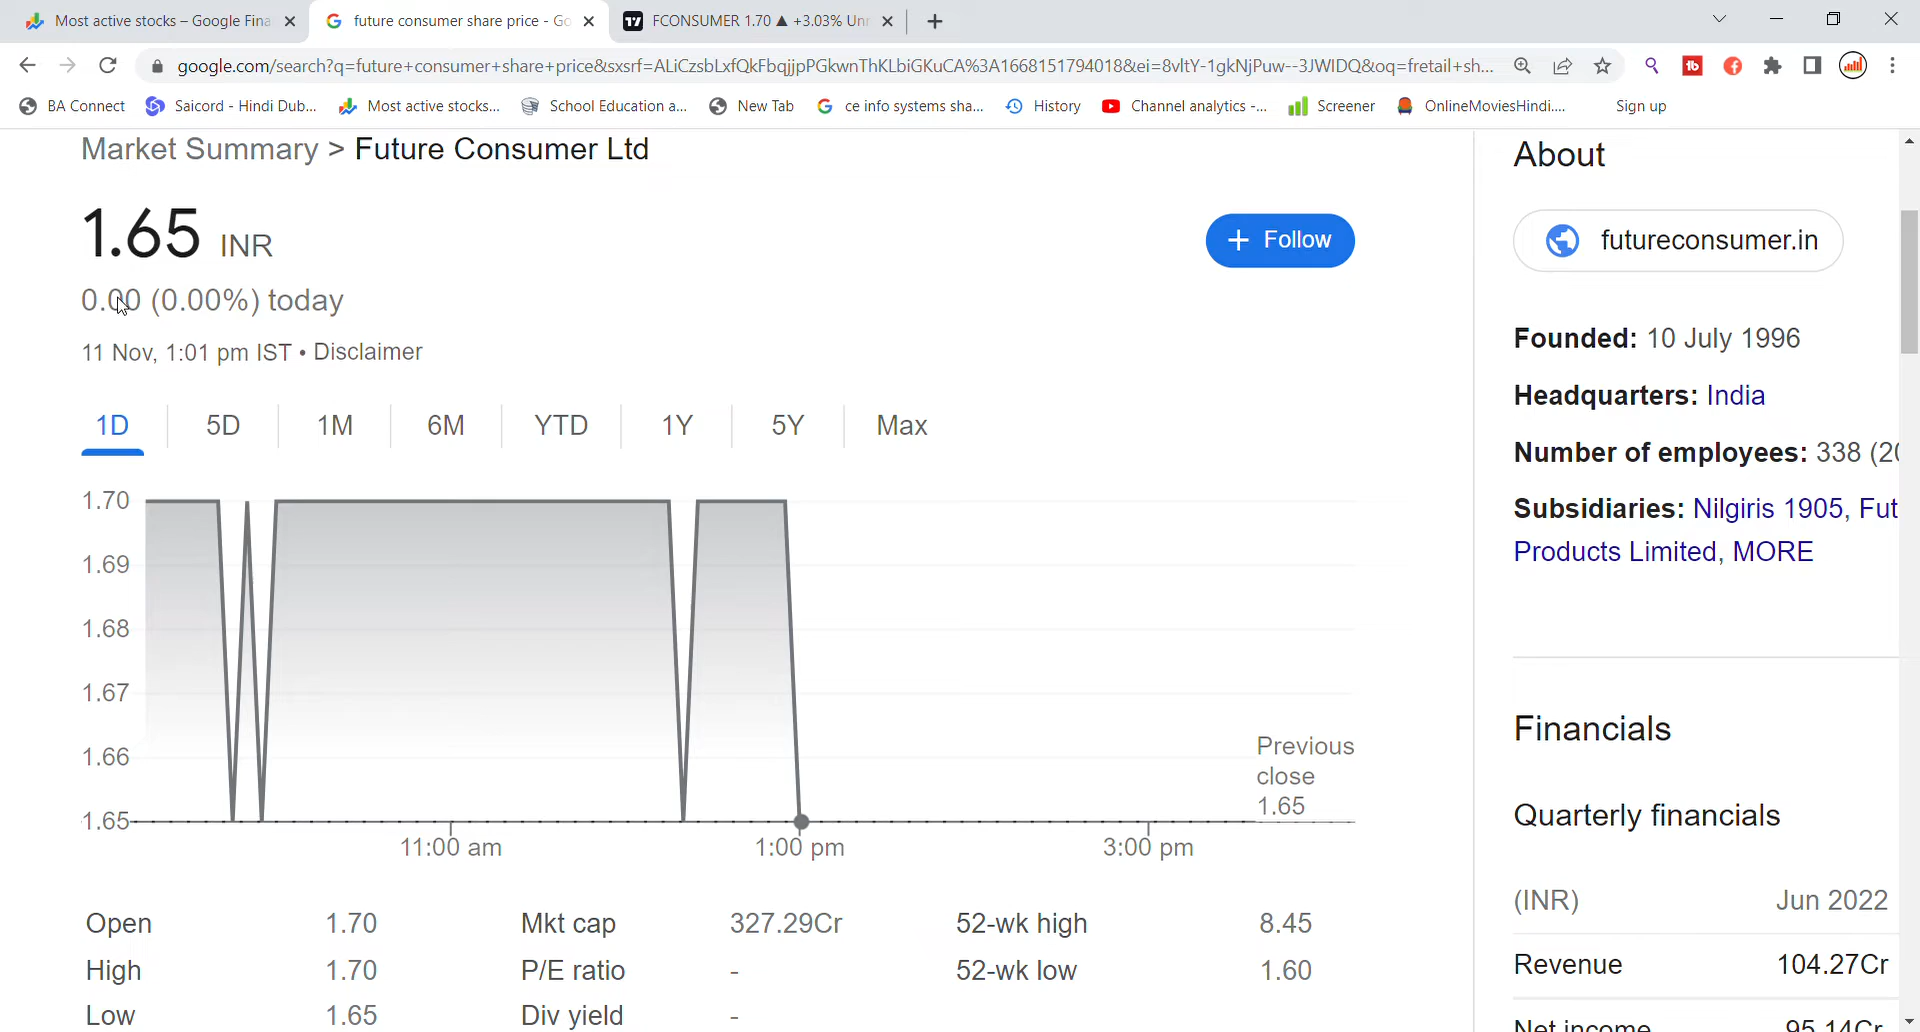 Most active stocks – Google Fina
future consumer share price - Go
FCONSUMER 1.70 ▲ +3.03% Unn
google.com/search?q=future+consumer+share+price&sxsrf=ALiCzsbLxfQkFbqjjpPGkwnThKLbiGKuCA%3A1668151794018&ei=8vltY-1gkNjPuw--3JWIDQ&oq=fretail+sh...
BA Connect
Saicord - Hindi Dub...
Most active stocks...
School Education a...
New Tab
ce info systems sha...
History
Channel analytics -...
Screener
OnlineMoviesHindi....
Sign up
Market Summary > Future Consumer Ltd
1.65 INR
+ Follow
0.00 (0.00%) today
11 Nov, 1:01 pm IST • Disclaimer
1D 5D 1M 6M YTD 1Y 5Y Max
1.70
1.69
1.68
1.67
1.66
1.65
Previous
close
1.65
11:00 am 1:00 pm 3:00 pm
Open 1.70 Mkt cap 327.29Cr 52-wk high 8.45
High 1.70 P/E ratio - 52-wk low 1.60
Low 1.65 Div yield -
About
futureconsumer.in
Founded: 10 July 1996
Headquarters: India
Number of employees: 338 (20
Subsidiaries: Nilgiris 1905, Fut
Products Limited, MORE
Financials
Quarterly financials
(INR) Jun 2022
Revenue 104.27Cr
Net income 95.14Cr